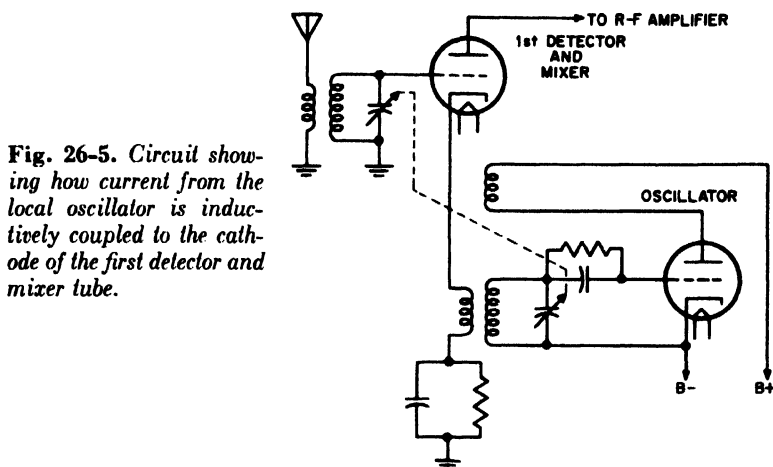 TO R-F AMPLIFIER
1st DETECTOR
AND
MIXER
Fig. 26-5. Circuit show-
ing how current from the
local oscillator is induc-
tively coupled to the cath-
ode of the first detector and
mixer tube.
OSCILLATOR
B-
B+